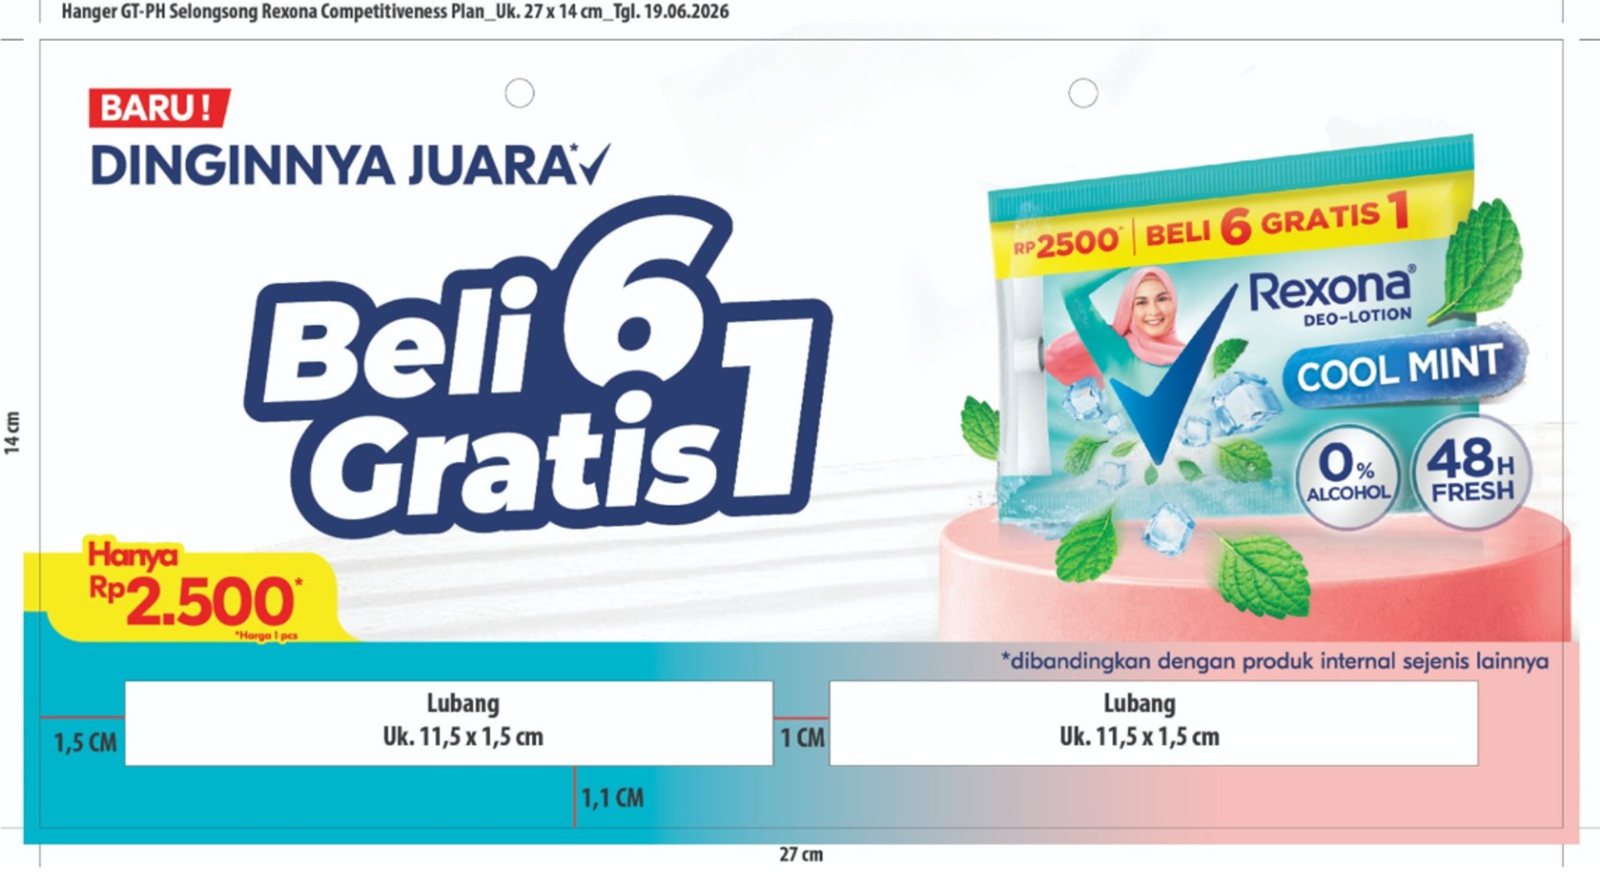 Hanger GT-PH Selongsong Rexona Competitiveness Plan_Uk. 27 x 14 cm_Tgl. 19.06.2026
BARU!
DINGINNYA JUARA*
Beli 6
Gratis 1
Hanya
Rp2.500*
*Harga 1 pcs
RP2500* | BELI 6 GRATIS 1
Rexona®
DEO-LOTION
COOL MINT
0% ALCOHOL
48H FRESH
*dibandingkan dengan produk internal sejenis lainnya
Lubang
Uk. 11,5 x 1,5 cm
Lubang
Uk. 11,5 x 1,5 cm
1,5 CM
1 CM
1,1 CM
14 cm
27 cm